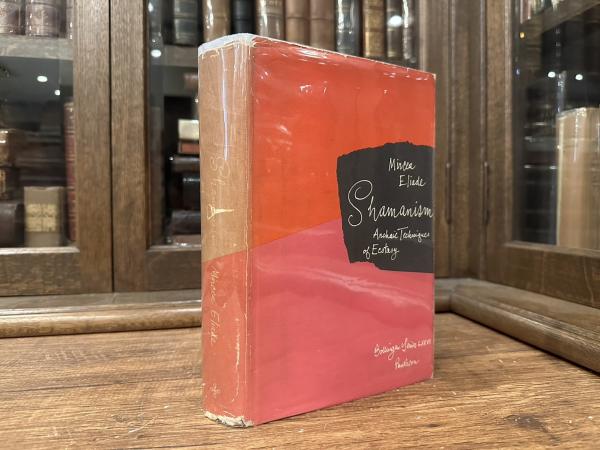 Mircea
Eliade
Shamanism
Archaic Techniques
of Ecstasy
Bollingen Series LXXVI
Pantheon
Mircea Eliade